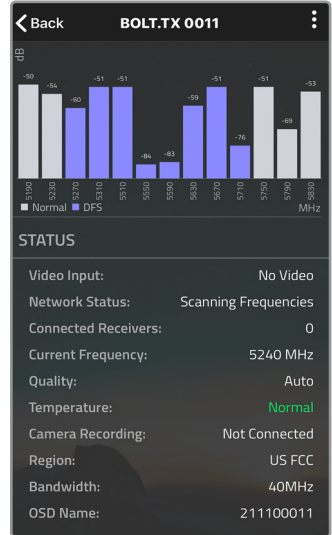 Back BOLT.TX 0011
dB
-50 -54 -60 -51 -51 -84 -83 -59 -51 -76 -51 -69 -53
5190 5230 5270 5310 5510 5550 5590 5630 5670 5710 5750 5790 5830
Normal DFS MHz
STATUS
Video Input: No Video
Network Status: Scanning Frequencies
Connected Receivers: 0
Current Frequency: 5240 MHz
Quality: Auto
Temperature: Normal
Camera Recording: Not Connected
Region: US FCC
Bandwidth: 40MHz
OSD Name: 211100011